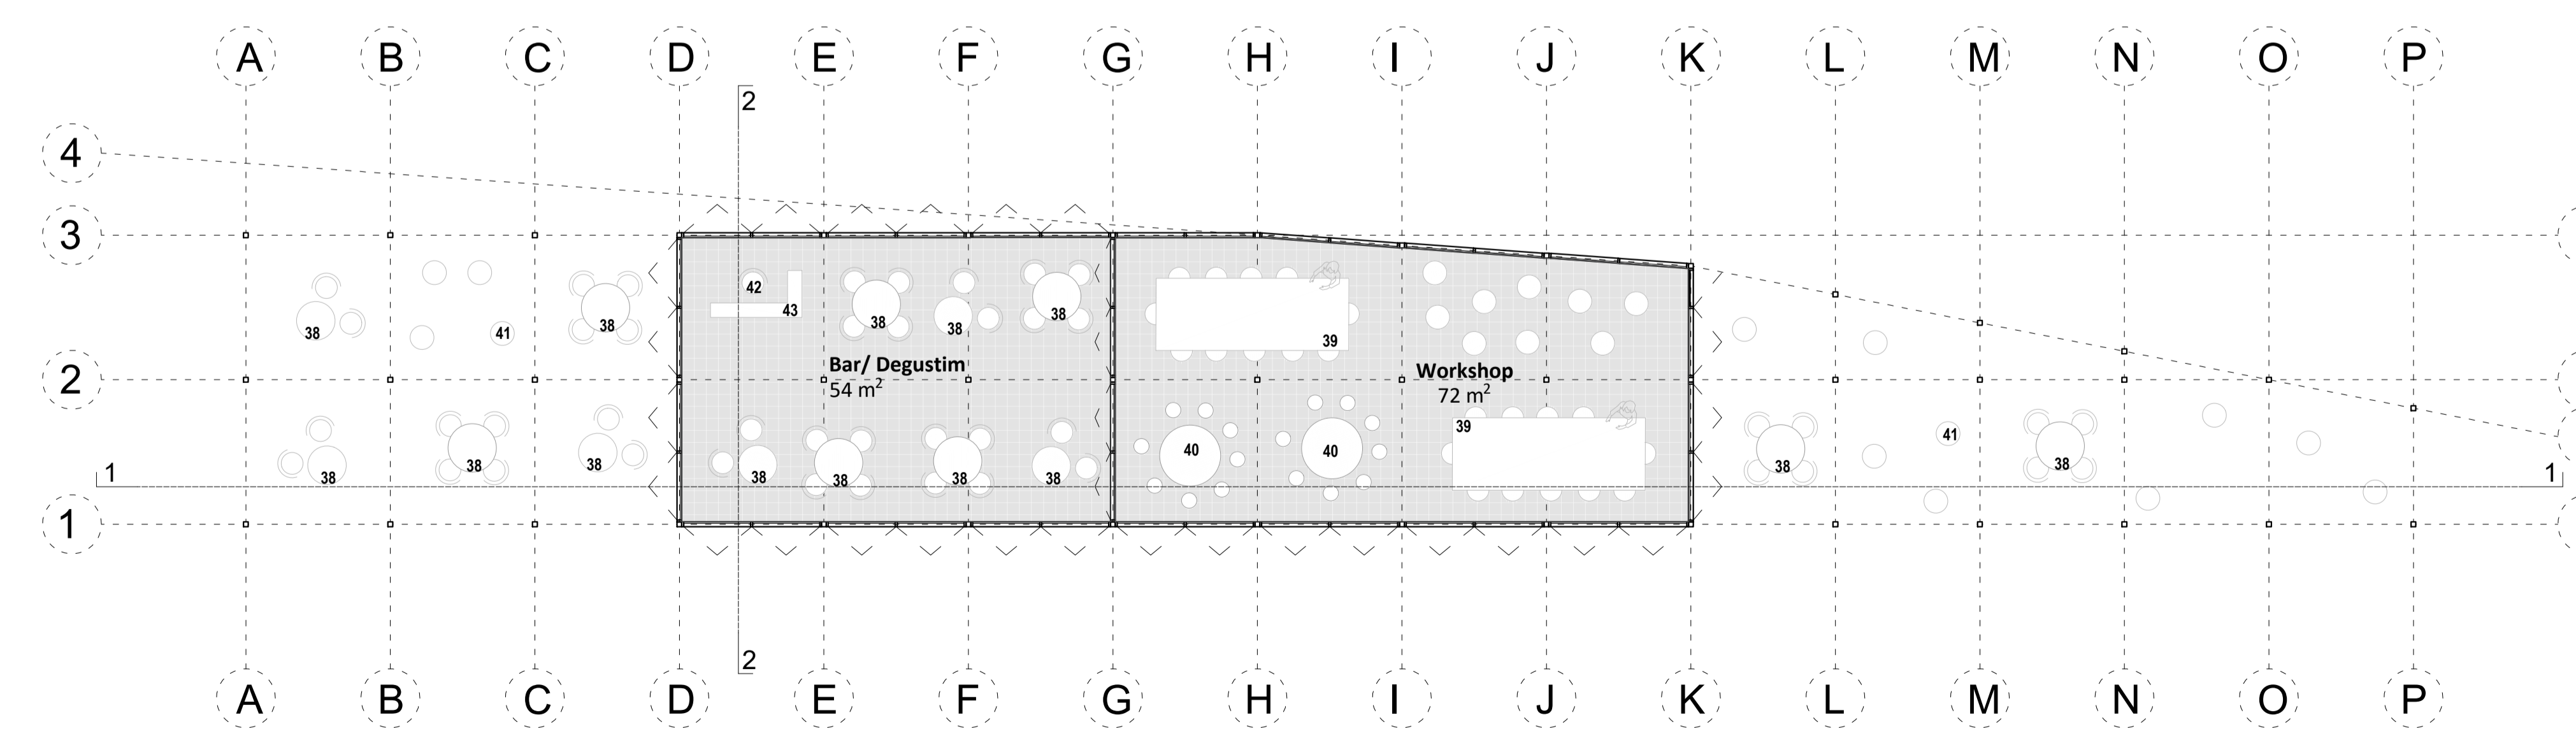 A B C D E F G H I J K L M N O P
2
4
3
42
43
38 38 38
38 41 38
39
Bar/ Degustim
54 m²
Workshop
72 m²
2
39
41
40 40
38 38 38
38 38 38 38
38 38
1 1
1
2
A B C D E F G H I J K L M N O P